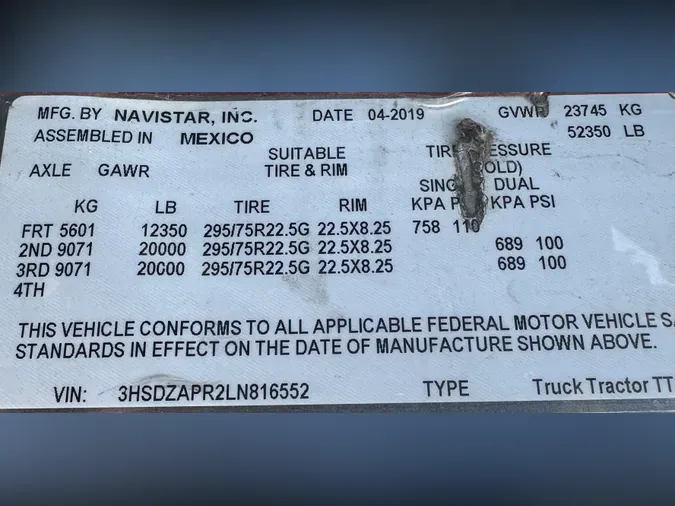 MFG. BY NAVISTAR, INC. DATE 04-2019 GVWR 23745 KG
ASSEMBLED IN MEXICO 52350 LB
SUITABLE
AXLE GAWR TIRE & RIM
KG LB TIRE RIM KPA KPA PSI
DUAL
FRT 5601 12350 295/75R22.5G 22.5X8.25 758 110
2ND 9071 20000 295/75R22.5G 22.5X8.25 689 100
3RD 9071 20000 295/75R22.5G 22.5X8.25 689 100
4TH
THIS VEHICLE CONFORMS TO ALL APPLICABLE FEDERAL MOTOR VEHICLE
STANDARDS IN EFFECT ON THE DATE OF MANUFACTURE SHOWN ABOVE.
VIN: 3HSDZAPR2LN816552 TYPE Truck Tractor TT